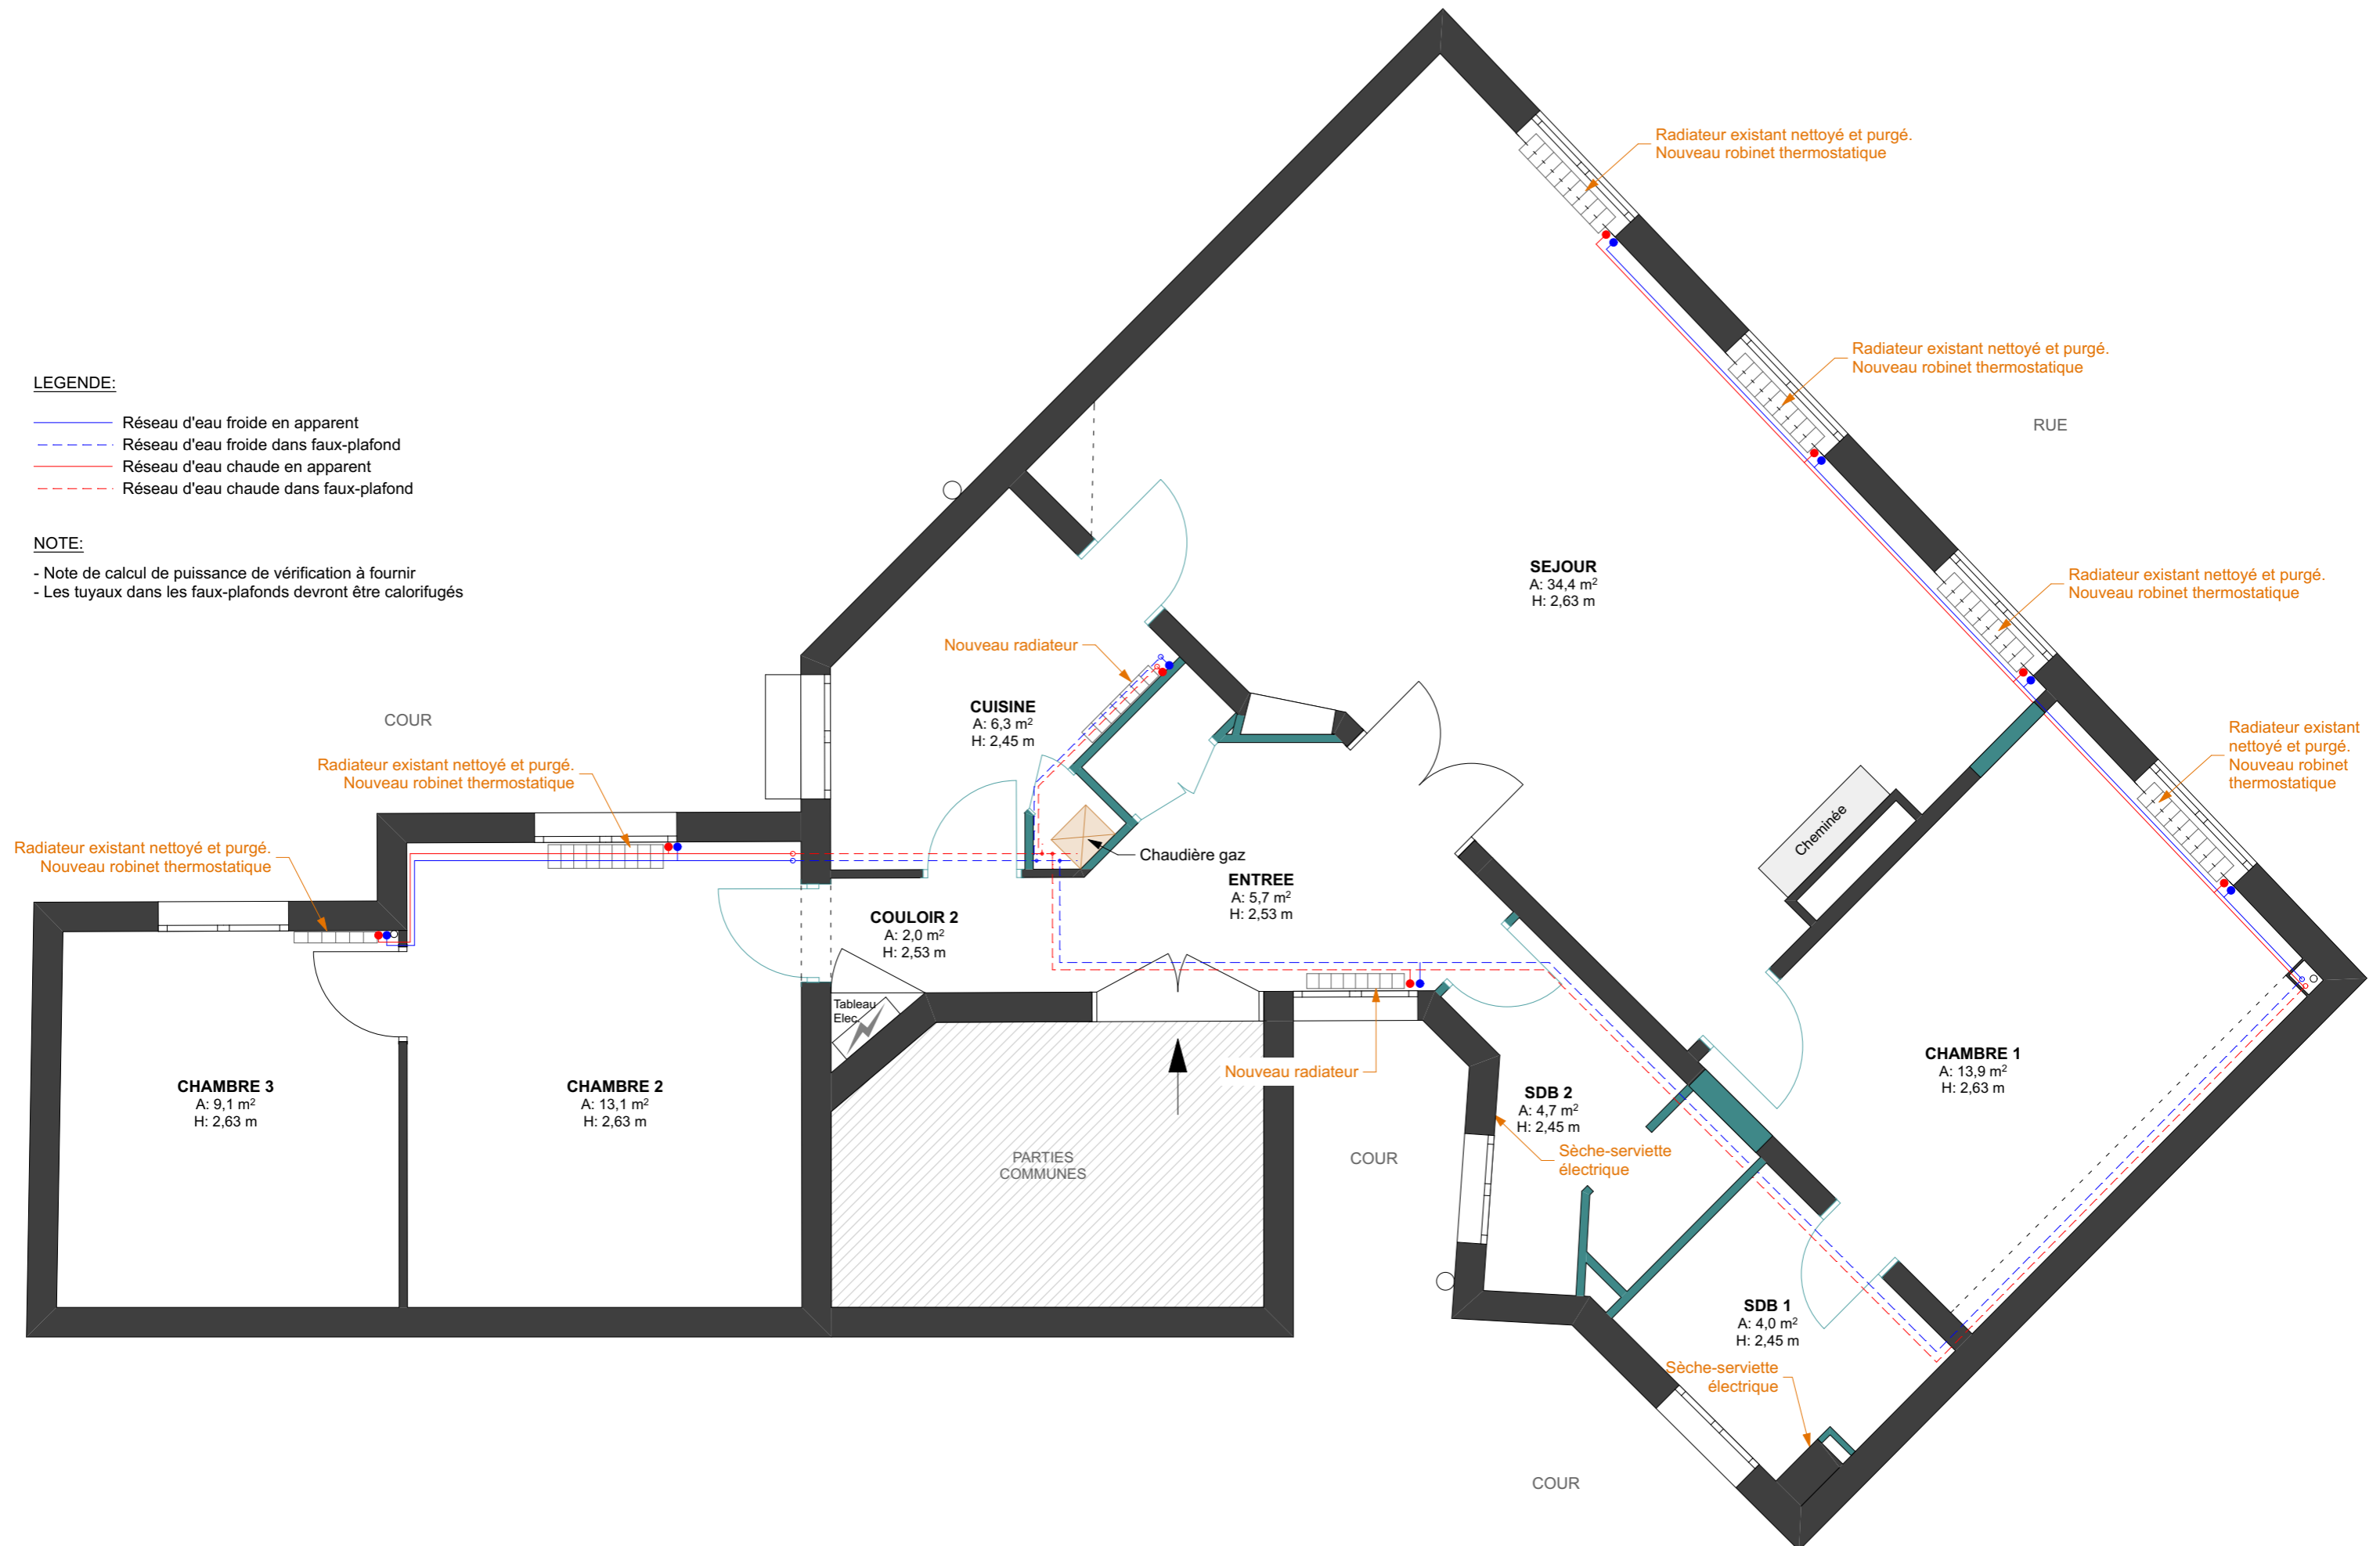 Radiateur existant nettoyé et purgé.
Nouveau robinet thermostatique
Radiateur existant nettoyé et purgé.
Nouveau robinet thermostatique
RUE
LEGENDE:
Réseau d'eau froide en apparent
Réseau d'eau froide dans faux-plafond
Réseau d'eau chaude en apparent
Réseau d'eau chaude dans faux-plafond
NOTE:
- Note de calcul de puissance de vérification à fournir
- Les tuyaux dans les faux-plafonds devront être calorifugés
SEJOUR
A: 34,4 m²
H: 2,63 m
Radiateur existant nettoyé et purgé.
Nouveau robinet thermostatique
Nouveau radiateur
CUISINE
A: 6,3 m²
H: 2,45 m
COUR
Radiateur existant
nettoyé et purgé.
Nouveau robinet
thermostatique
Radiateur existant nettoyé et purgé.
Nouveau robinet thermostatique
Cheminée
Radiateur existant nettoyé et purgé.
Nouveau robinet thermostatique
Chaudière gaz
ENTREE
A: 5,7 m²
H: 2,53 m
COULOIR 2
A: 2,0 m²
H: 2,53 m
Tableau
Elec
CHAMBRE 3
A: 9,1 m²
H: 2,63 m
CHAMBRE 2
A: 13,1 m²
H: 2,63 m
Nouveau radiateur
CHAMBRE 1
A: 13,9 m²
H: 2,63 m
SDB 2
A: 4,7 m²
H: 2,45 m
PARTIES
COMMUNES
COUR
Sèche-serviette
électrique
SDB 1
A: 4,0 m²
H: 2,45 m
Sèche-serviette
électrique
COUR